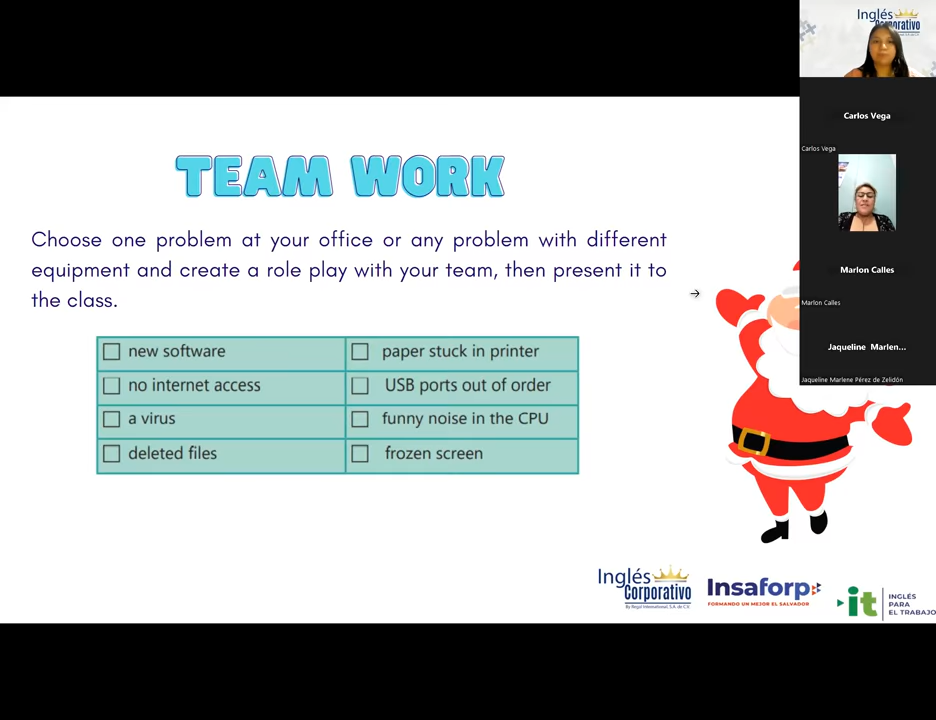 TEAM WORK
Choose one problem at your office or any problem with different
equipment and create a role play with your team, then present it to
the class.
new software
paper stuck in printer
no internet access
USB ports out of order
a virus
funny noise in the CPU
deleted files
frozen screen
Inglés
Corporativo
By Regal International, S.A. de C.V.
Insaforp
FORMANDO UN MEJOR EL SALVADOR
it
INGLÉS
PARA
EL TRABAJO
Inglés
Corporativo
Carlos Vega
Carlos Vega
Marlon Calles
Marlon Calles
Jaqueline Marlen...
Jaqueline Marlene Pérez de Zelidón